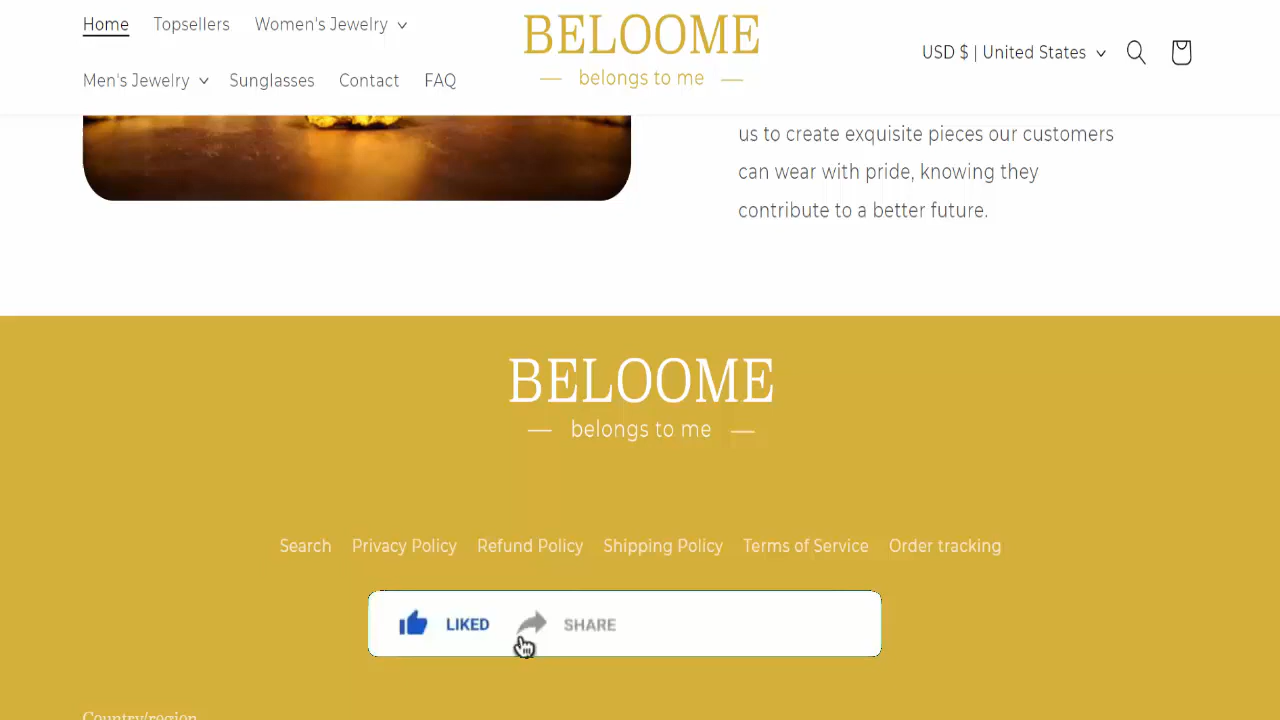 Home Topsellers Women's Jewelry
Men's Jewelry Sunglasses Contact FAQ
BELOOME
belongs to me
USD $ | United States
us to create exquisite pieces our customers
can wear with pride, knowing they
contribute to a better future.
BELOOME
belongs to me
Search Privacy Policy Refund Policy Shipping Policy Terms of Service Order tracking
LIKED SHARE
Country/region